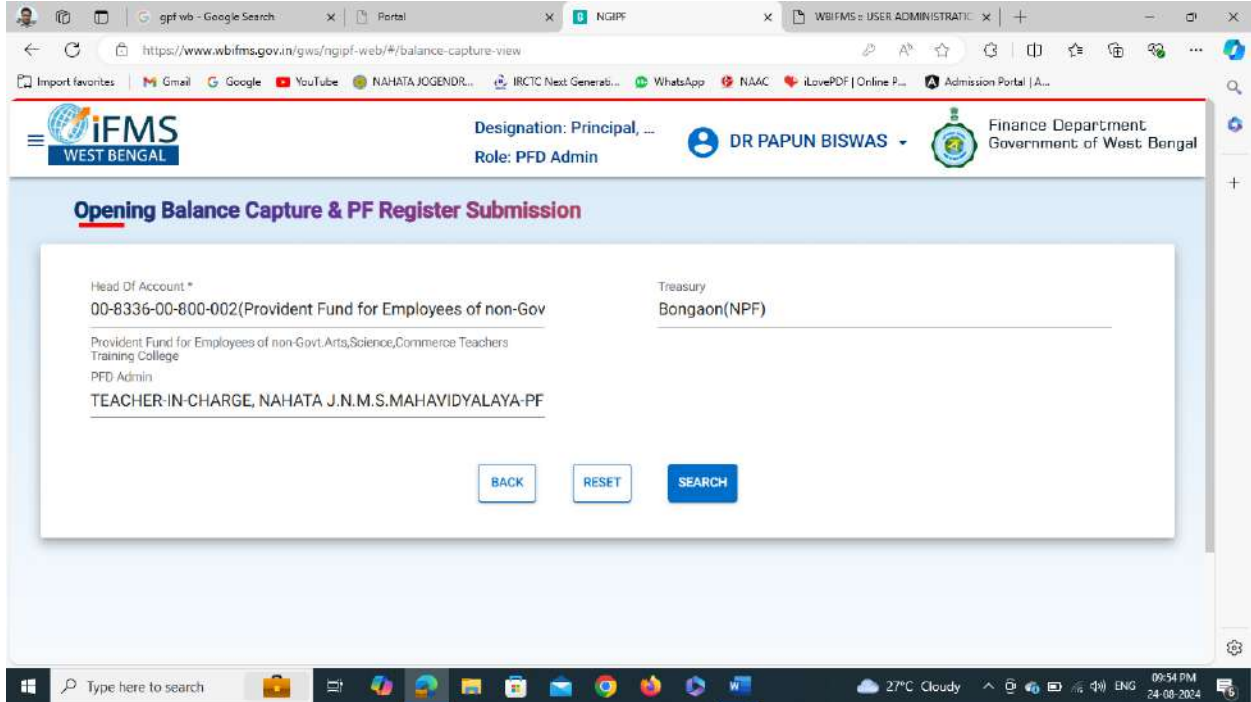 gpf wb - Google Search
Portal
NGIPF
WBIFMS :: USER ADMINISTRATIC
https://www.wbifms.gov.in/gws/ngipf-web/#/balance-capture-view
Import favorites
Gmail
Google
YouTube
NAHATA JOGENDR...
IRCTC Next Generati...
WhatsApp
NAAC
iLovePDF | Online P...
Admission Portal | A...
iFMS
WEST BENGAL
Designation: Principal, ...
Role: PFD Admin
DR PAPUN BISWAS
Finance Department
Government of West Bengal
Opening Balance Capture & PF Register Submission
Head Of Account *
00-8336-00-800-002(Provident Fund for Employees of non-Gov
Provident Fund for Employees of non-Govt.Arts,Science,Commerce Teachers
Training College
Treasury
Bongaon(NPF)
PFD Admin
TEACHER-IN-CHARGE, NAHATA J.N.M.S.MAHAVIDYALAYA-PF
BACK
RESET
SEARCH
Type here to search
27°C Cloudy
ENG
09:54 PM
24-08-2024